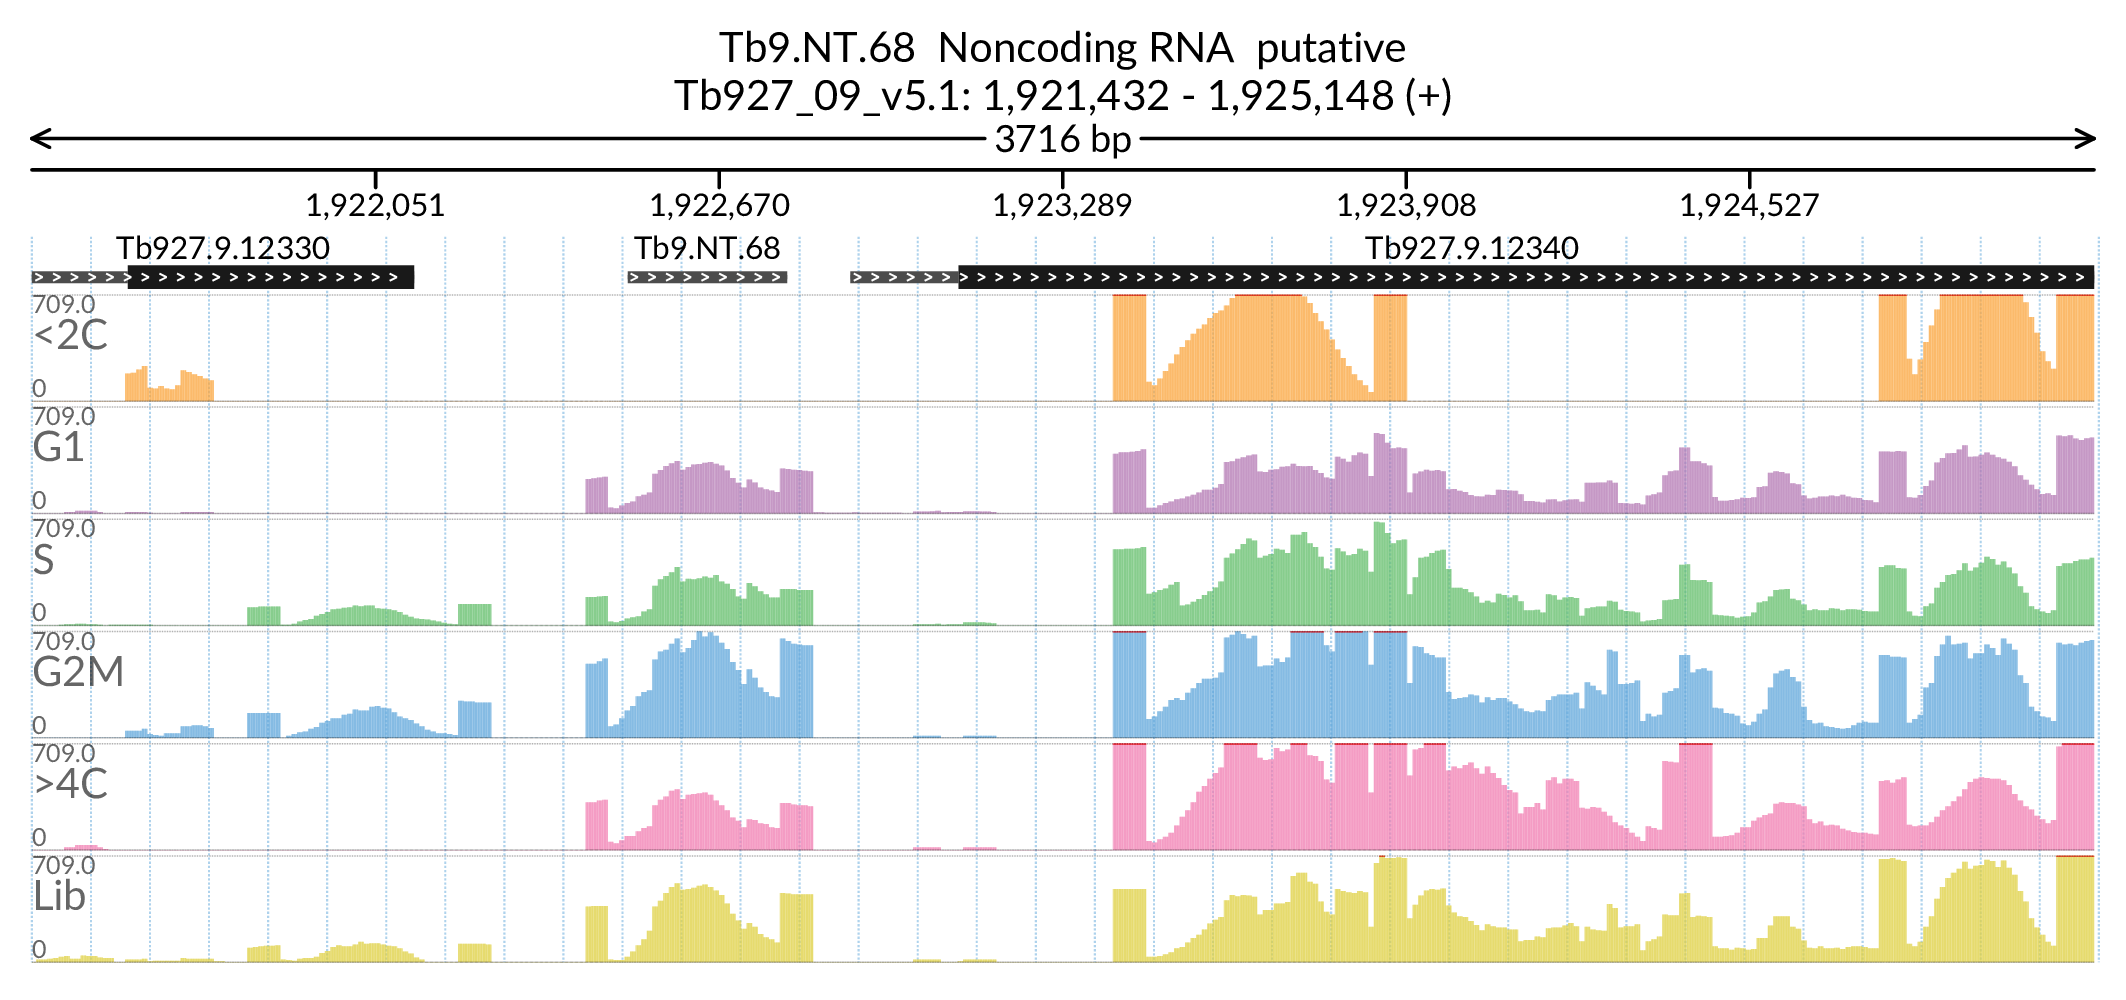 Tb9.NT.68 Noncoding RNA putative
Tb927_09_v5.1: 1,921,432 - 1,925,148 (+)
3716 bp
1,922,051 1,922,670 1,923,289 1,923,908 1,924,527
Tb927.9.12330 Tb9.NT.68 Tb927.9.12340
709.0
<2C
0
709.0
G1
0
709.0
S
0
709.0
G2M
0
709.0
>4C
0
709.0
Lib
0